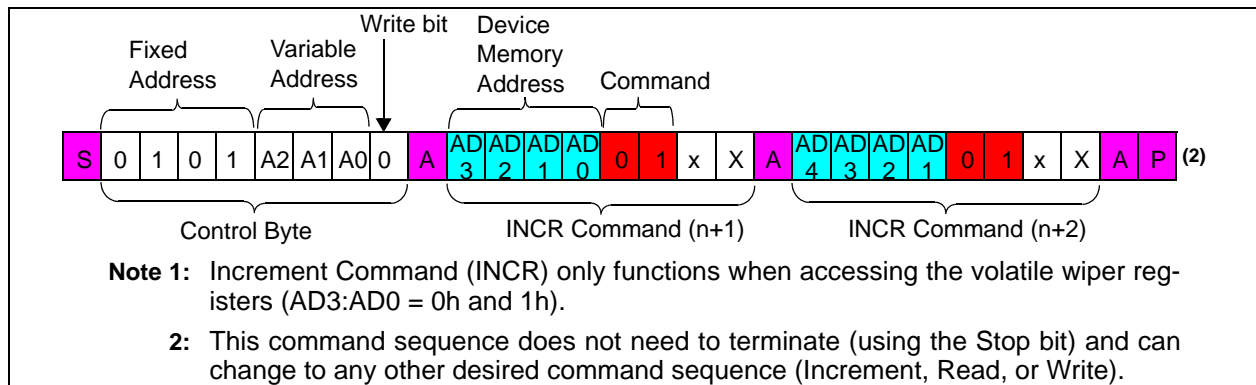 Write bit
Device
Memory
Address
Fixed
Address
Variable
Address
Command
S 0 1 0 1 A2 A1 A0 0 A AD3 AD2 AD1 AD0 0 1 x X A AD4 AD3 AD2 AD1 0 1 x X A P (2)
Control Byte
INCR Command (n+1)
INCR Command (n+2)
Note 1: Increment Command (INCR) only functions when accessing the volatile wiper reg-
isters (AD3:AD0 = 0h and 1h).
2: This command sequence does not need to terminate (using the Stop bit) and can
change to any other desired command sequence (Increment, Read, or Write).